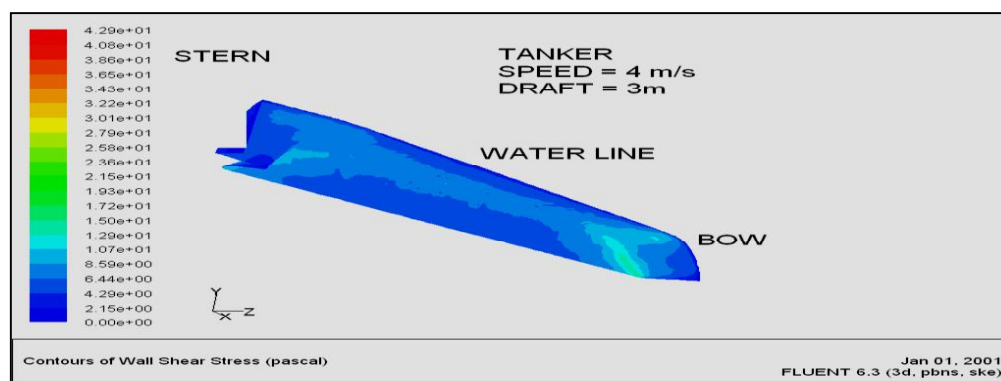 4.29e+01
4.08e+01
3.86e+01
3.65e+01
3.43e+01
3.22e+01
3.01e+01
2.79e+01
2.58e+01
2.36e+01
2.15e+01
1.93e+01
1.72e+01
1.50e+01
1.29e+01
1.07e+01
8.59e+00
6.44e+00
4.29e+00
2.15e+00
0.00e+00
STERN
TANKER
SPEED = 4 m/s
DRAFT = 3m
WATER LINE
BOW
Y
X Z
Contours of Wall Shear Stress (pascal)
Jan 01, 2001
FLUENT 6.3 (3d, pbns, ske)